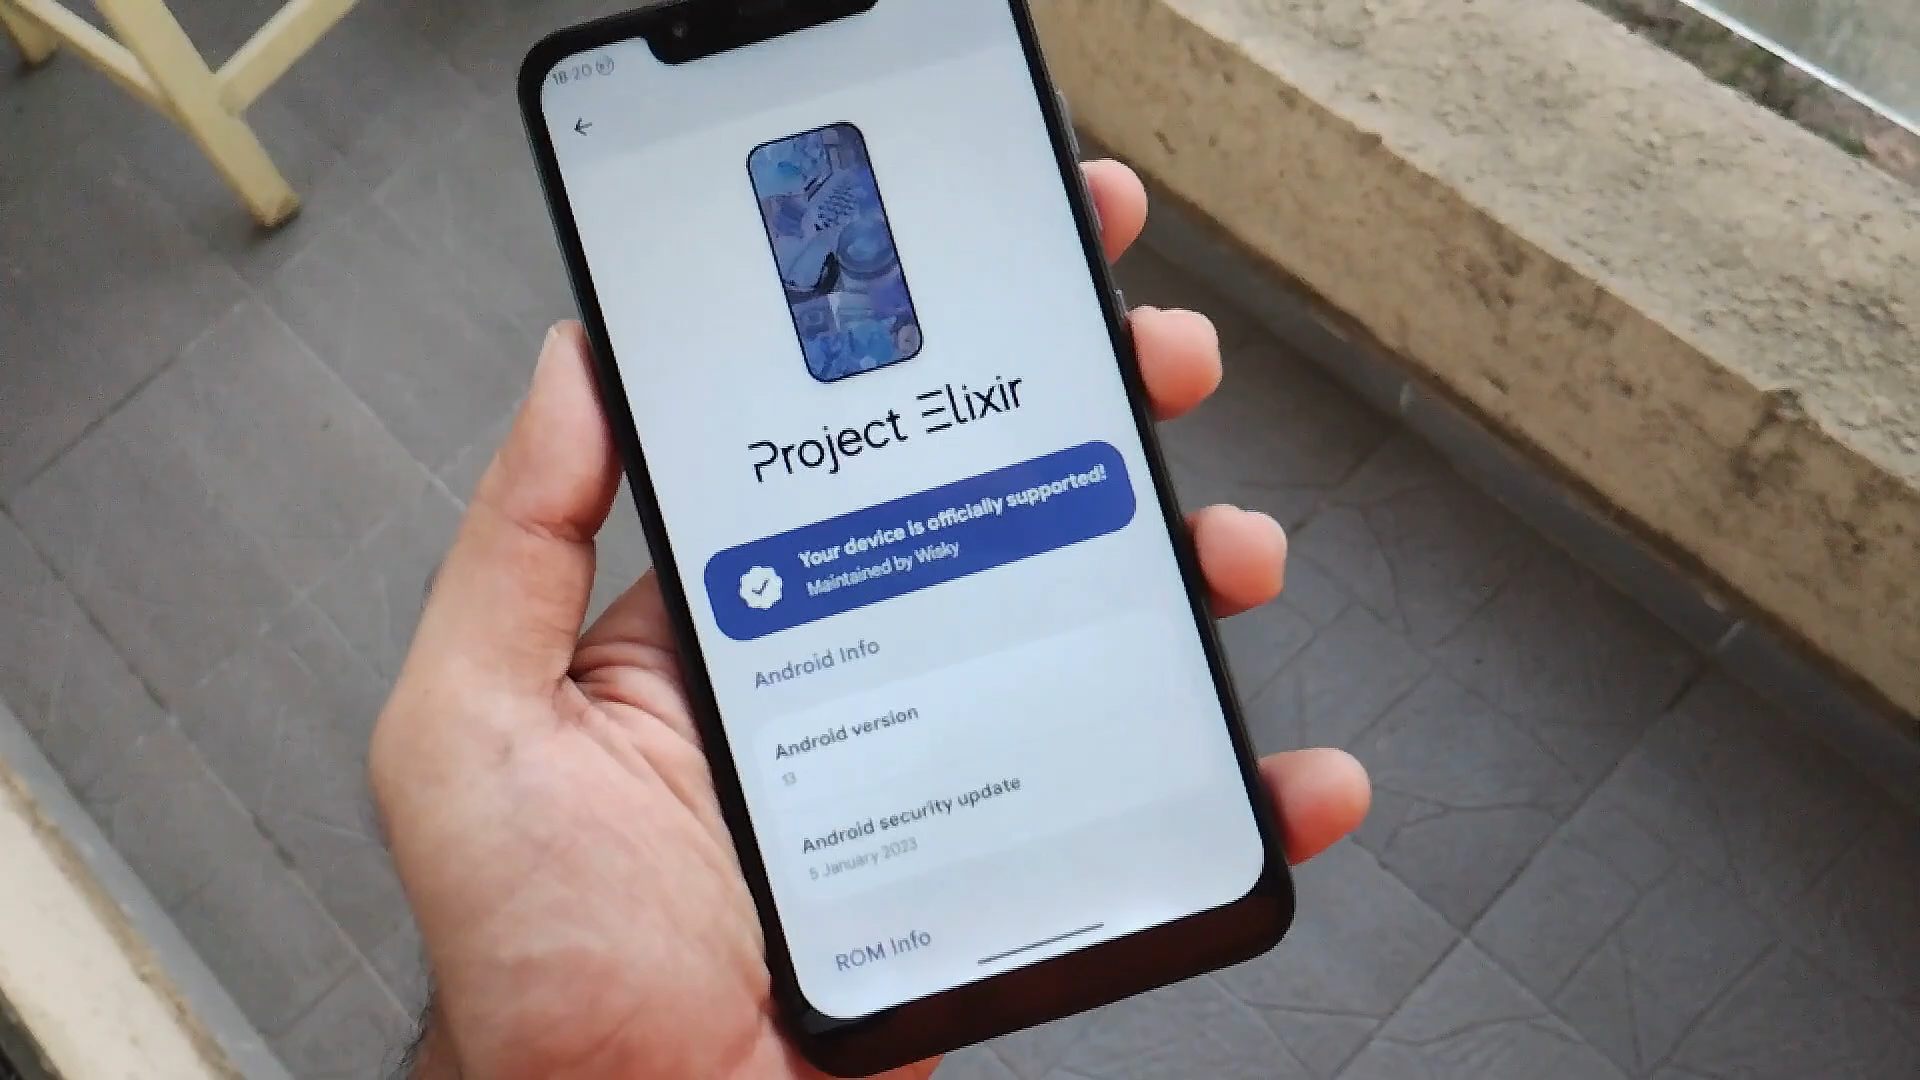 18:20
Project Elixir
Your device is officially supported!
Maintained by Wisky
Android Info
Android version
13
Android security update
5 January 2023
ROM Info